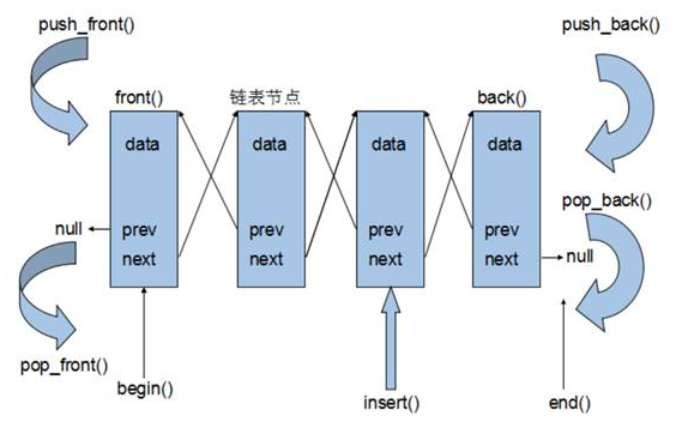 push_front()
push_back()
front()
链表节点
back()
data
data
data
data
pop_back()
null
prev
prev
prev
prev
next
next
next
next
null
pop_front()
begin()
insert()
end()